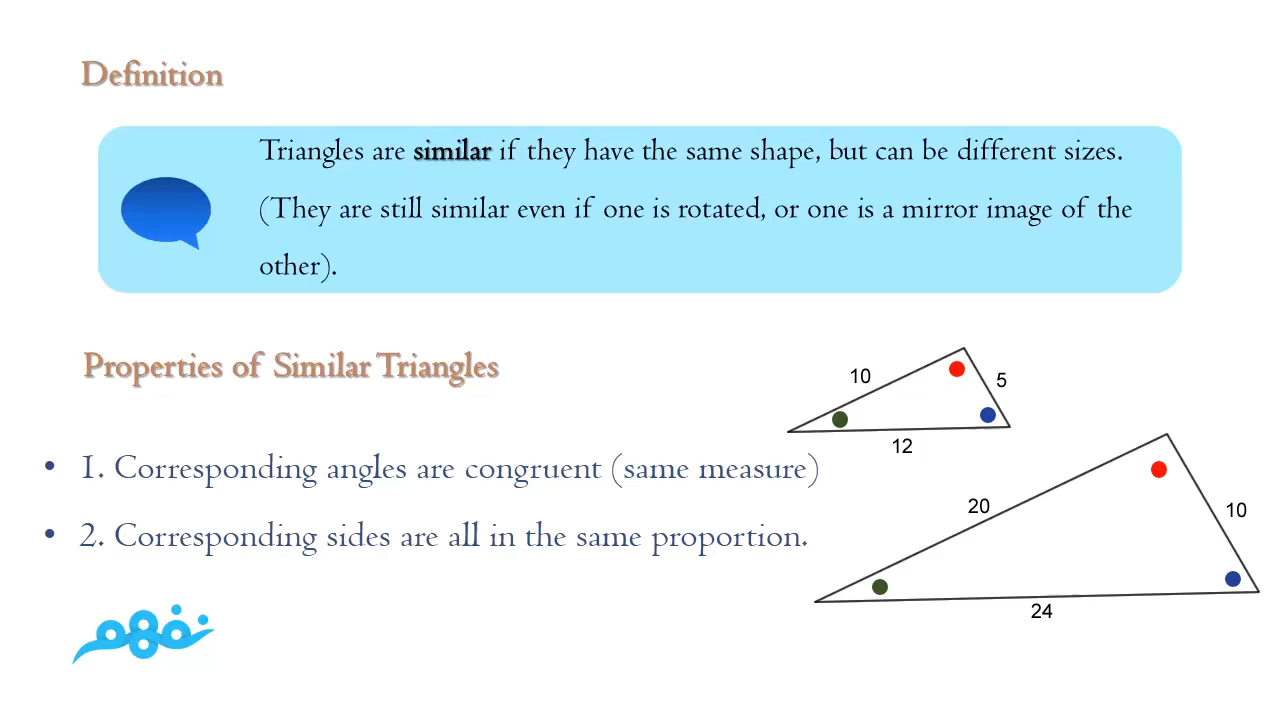 Definition
Triangles are similar if they have the same shape, but can be different sizes.
(They are still similar even if one is rotated, or one is a mirror image of the
other).
Properties of Similar Triangles
• 1. Corresponding angles are congruent (same measure)
• 2. Corresponding sides are all in the same proportion.
10
5
12
20
10
24
نفهم